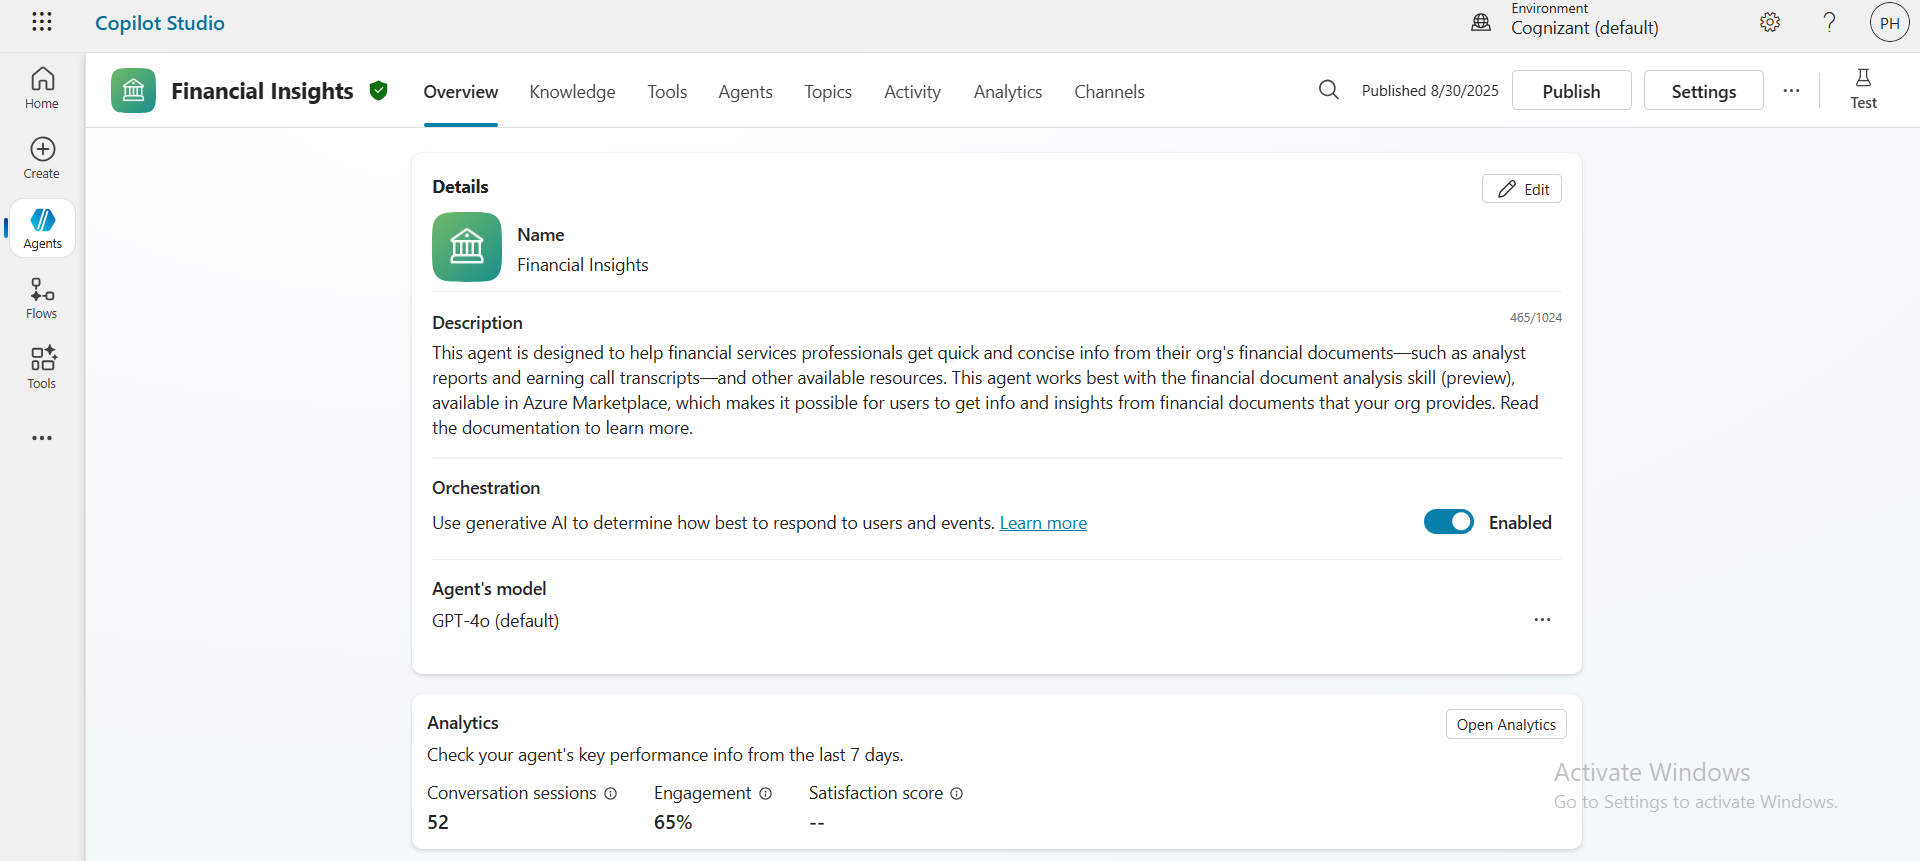 Copilot Studio
Environment
Cognizant (default)
PH
Home
Create
Agents
Flows
Tools
Financial Insights
Overview
Knowledge
Tools
Agents
Topics
Activity
Analytics
Channels
Published 8/30/2025
Publish
Settings
Test
Details
Edit
Name
Financial Insights
Description
465/1024
This agent is designed to help financial services professionals get quick and concise info from their org's financial documents—such as analyst
reports and earning call transcripts—and other available resources. This agent works best with the financial document analysis skill (preview),
available in Azure Marketplace, which makes it possible for users to get info and insights from financial documents that your org provides. Read
the documentation to learn more.
Orchestration
Use generative AI to determine how best to respond to users and events. Learn more
Enabled
Agent's model
GPT-4o (default)
Analytics
Open Analytics
Check your agent's key performance info from the last 7 days.
Conversation sessions
52
Engagement
65%
Satisfaction score
--
Activate Windows
Go to Settings to activate Windows.